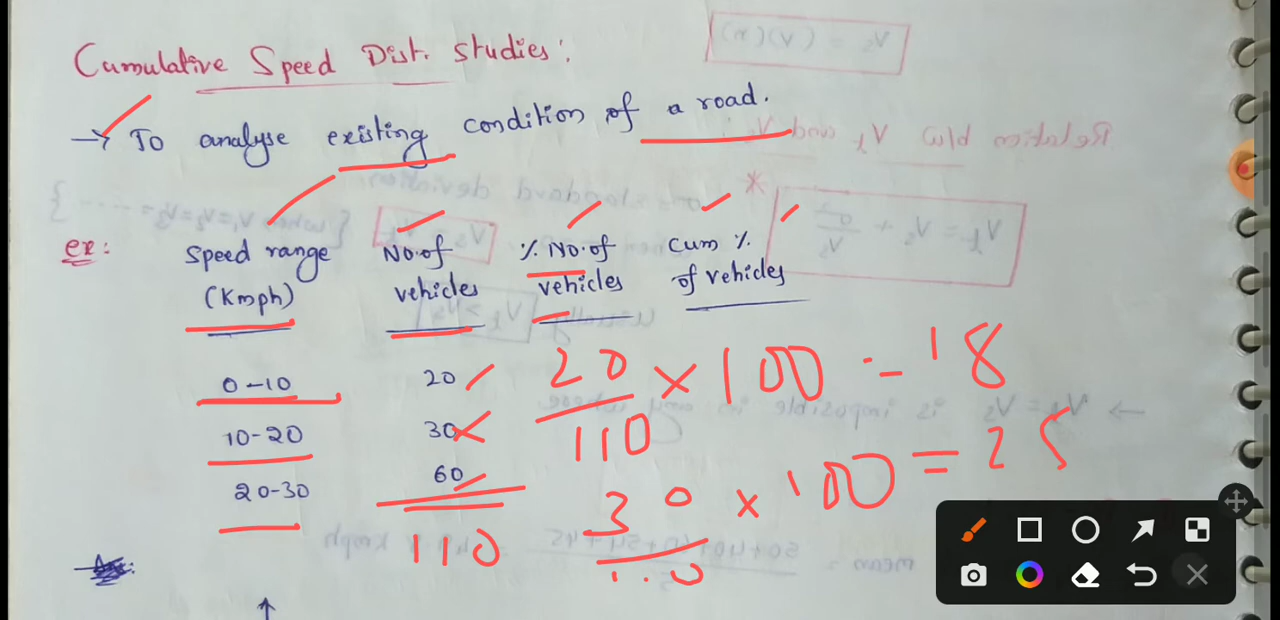 Cumulative Speed Dist. Studies:
→ To analyse existing condition of a road.
ex: Speed range (Kmph) No. of vehicles % No. of vehicles Cum % of vehicles
0-10 20 20/110 × 100 = 18
10-20 30 30/110 × 100 = 25
20-30 60
110